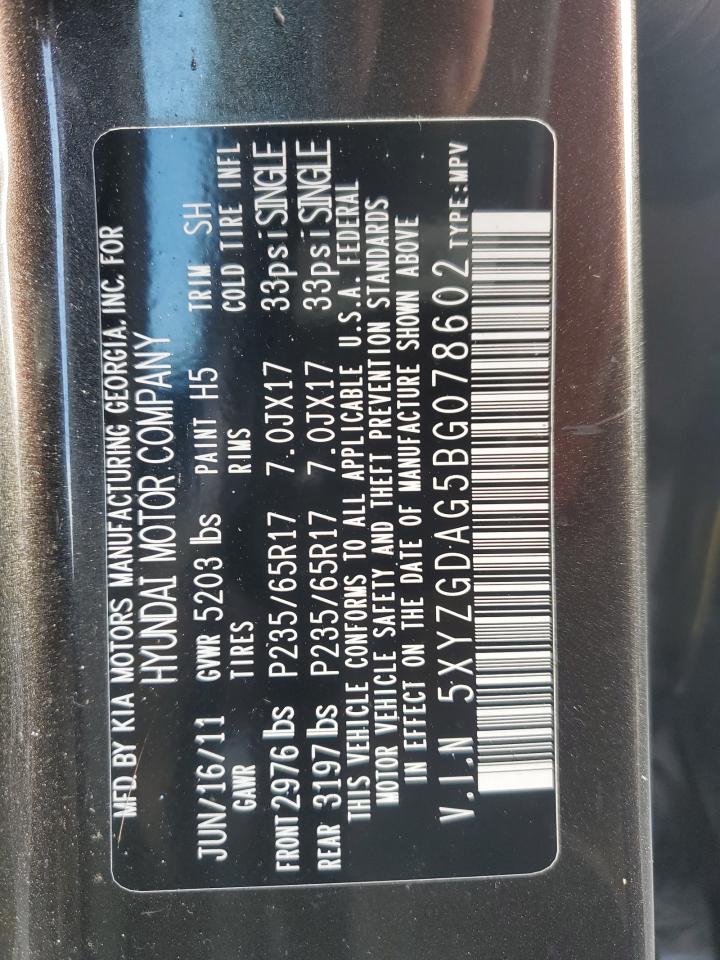 MFD BY KIA MOTORS MANUFACTURING GEORGIA, INC. FOR
HYUNDAI MOTOR COMPANY
JUN/16/11 GVWR 5203 lbs PAINT H5 TRIM SH
GAWR TIRES RIMS COLD TIRE INFL
FRONT 2976 lbs P235/65R17 7.0JX17 33psi SINGLE
REAR 3197 lbs P235/65R17 7.0JX17 33psi SINGLE
THIS VEHICLE CONFORMS TO ALL APPLICABLE U.S.A. FEDERAL
MOTOR VEHICLE SAFETY AND THEFT PREVENTION STANDARDS
IN EFFECT ON THE DATE OF MANUFACTURE SHOWN ABOVE
V.I.N 5XYZGDAG5BG078602 TYPE:MPV